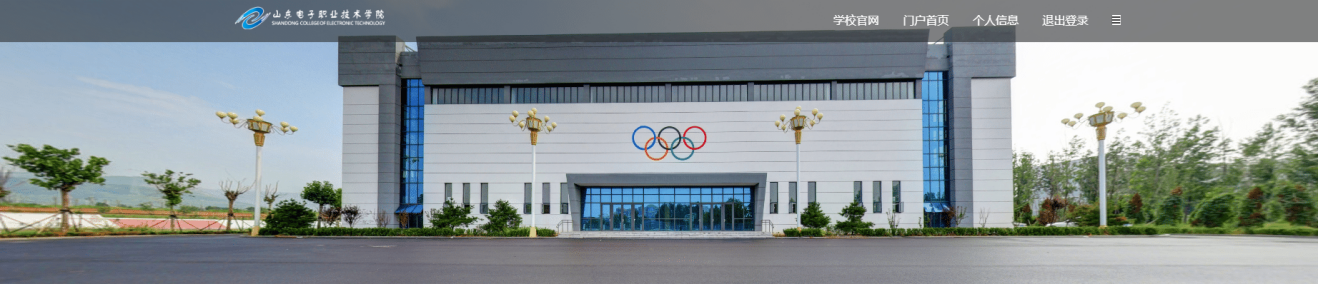 山东电子职业技术学院
SHANDONG COLLEGE OF ELECTRONIC TECHNOLOGY
学校官网 门户首页 个人信息 退出登录